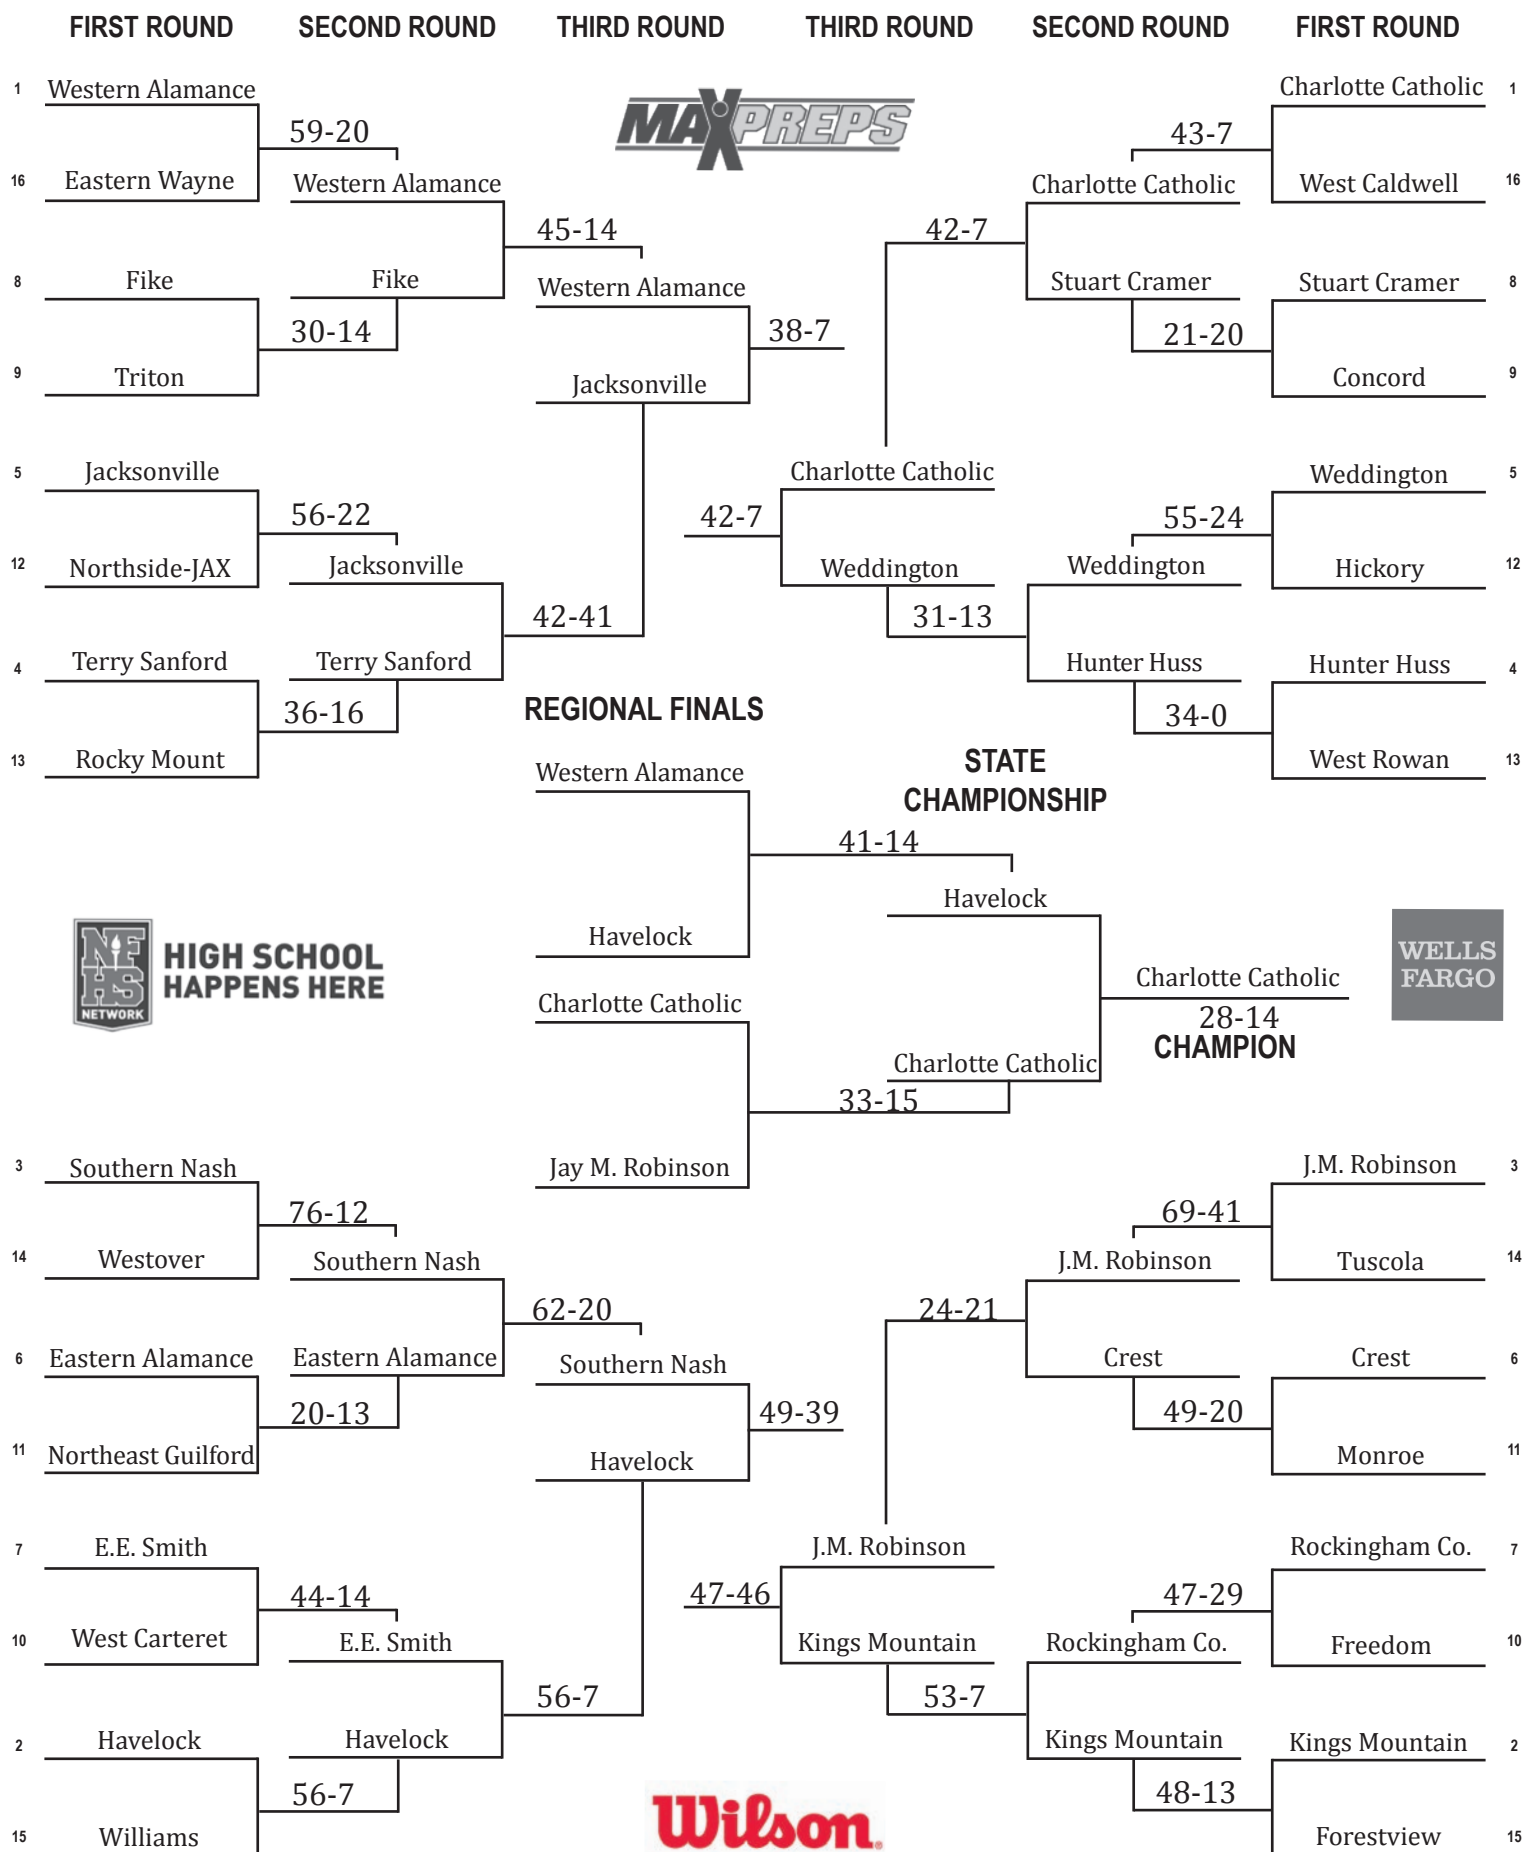 FIRST ROUND SECOND ROUND THIRD ROUND THIRD ROUND SECOND ROUND FIRST ROUND
1 Western Alamance Charlotte Catholic 1
MAXPREPS
59-20 43-7
16 Eastern Wayne Western Alamance Charlotte Catholic West Caldwell 16
45-14 42-7
8 Fike Fike Western Alamance Stuart Cramer Stuart Cramer 8
30-14 38-7 21-20
9 Triton Jacksonville Concord 9
5 Jacksonville Charlotte Catholic Weddington 5
56-22 42-7 55-24
12 Northside-JAX Jacksonville Weddington Weddington Hickory 12
42-41 31-13
4 Terry Sanford Terry Sanford Hunter Huss Hunter Huss 4
36-16 REGIONAL FINALS 34-0
13 Rocky Mount West Rowan 13
Western Alamance STATE
CHAMPIONSHIP
41-14
Havelock
Havelock
NFHS NETWORK
HIGH SCHOOL
HAPPENS HERE
WELLS
FARGO
Charlotte Catholic Charlotte Catholic
28-14
CHAMPION
Charlotte Catholic
33-15
3 Southern Nash Jay M. Robinson J.M. Robinson 3
76-12 69-41
14 Westover Southern Nash J.M. Robinson Tuscola 14
62-20 24-21
6 Eastern Alamance Eastern Alamance Southern Nash Crest Crest 6
20-13 49-39 49-20
11 Northeast Guilford Havelock Monroe 11
7 E.E. Smith J.M. Robinson Rockingham Co. 7
44-14 47-46 47-29
10 West Carteret E.E. Smith Kings Mountain Rockingham Co. Freedom 10
56-7 53-7
2 Havelock Havelock Kings Mountain Kings Mountain 2
56-7 48-13
15 Williams Wilson® Forestview 15